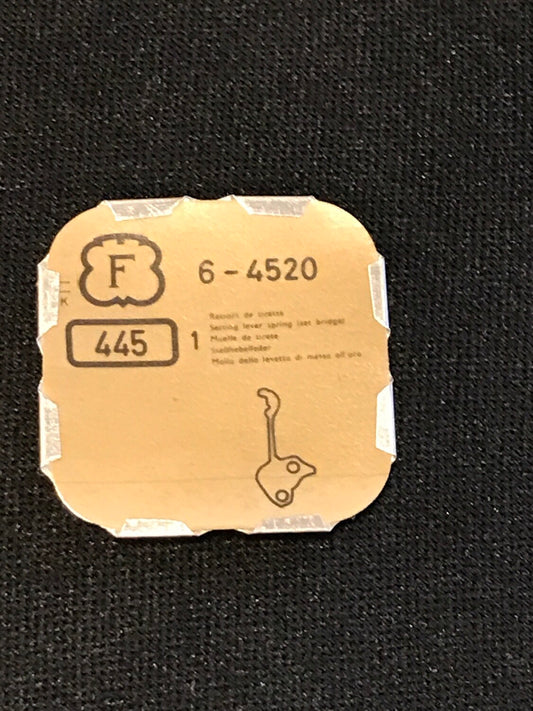 F
6-4520
K
445
1
Ressort de tirette
Setting lever spring (set bridge)
Muelle de tirete
Stellhebelfeder
Molla della levetta di messa all'ora